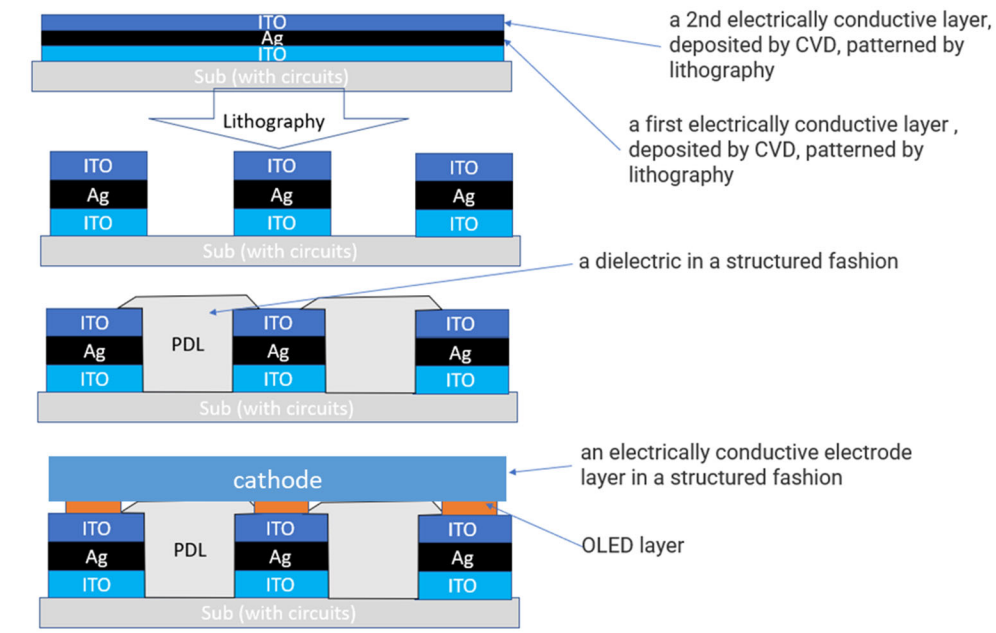 ITO
Ag
ITO
Sub (with circuits)
a 2nd electrically conductive layer,
deposited by CVD, patterned by
lithography
Lithography
a first electrically conductive layer ,
deposited by CVD, patterned by
lithography
ITO ITO ITO
Ag Ag Ag
ITO ITO ITO
Sub (with circuits)
a dielectric in a structured fashion
ITO ITO ITO
PDL
Ag Ag Ag
ITO ITO ITO
Sub (with circuits)
an electrically conductive electrode
layer in a structured fashion
cathode
OLED layer
ITO ITO ITO
PDL
Ag Ag Ag
ITO ITO ITO
Sub (with circuits)